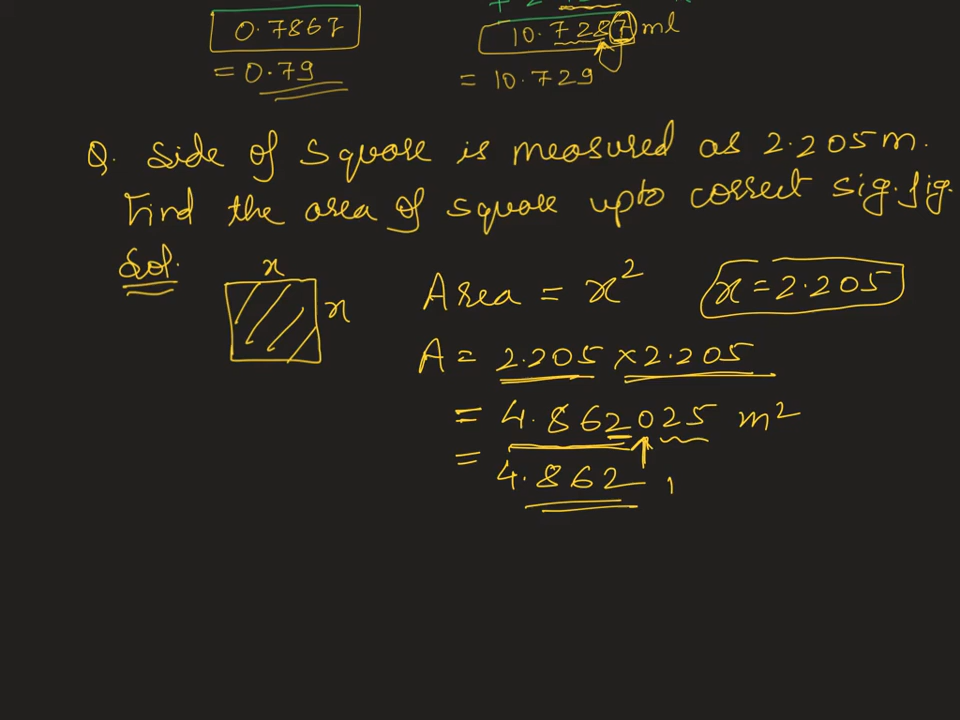 0.7867
10.7287 ml
= 0.79
= 10.729
Q. Side of square is measured as 2.205 m.
Find the area of square upto correct sig.fig.
Sol.
x
x
Area = x²
x = 2.205
A = 2.205 × 2.205
= 4.862025 m²
= 4.862